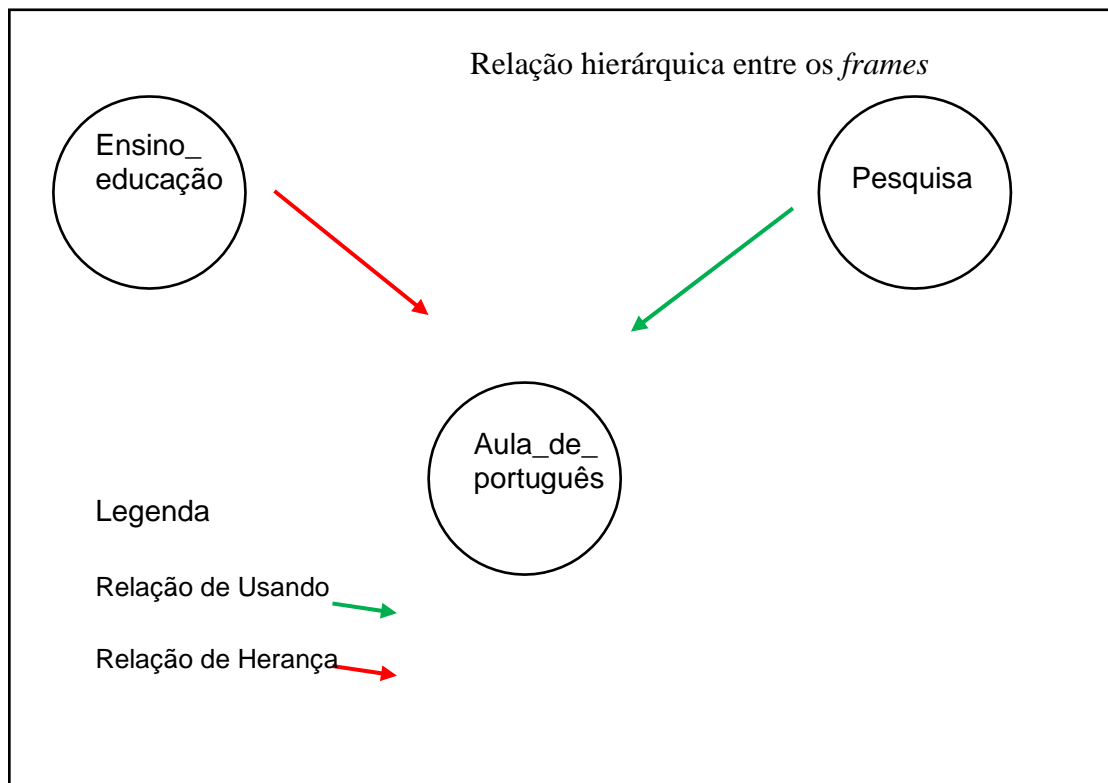 Relação hierárquica entre os frames
Ensino_
educação
Pesquisa
Aula_de_
português
Legenda
Relação de Usando
Relação de Herança